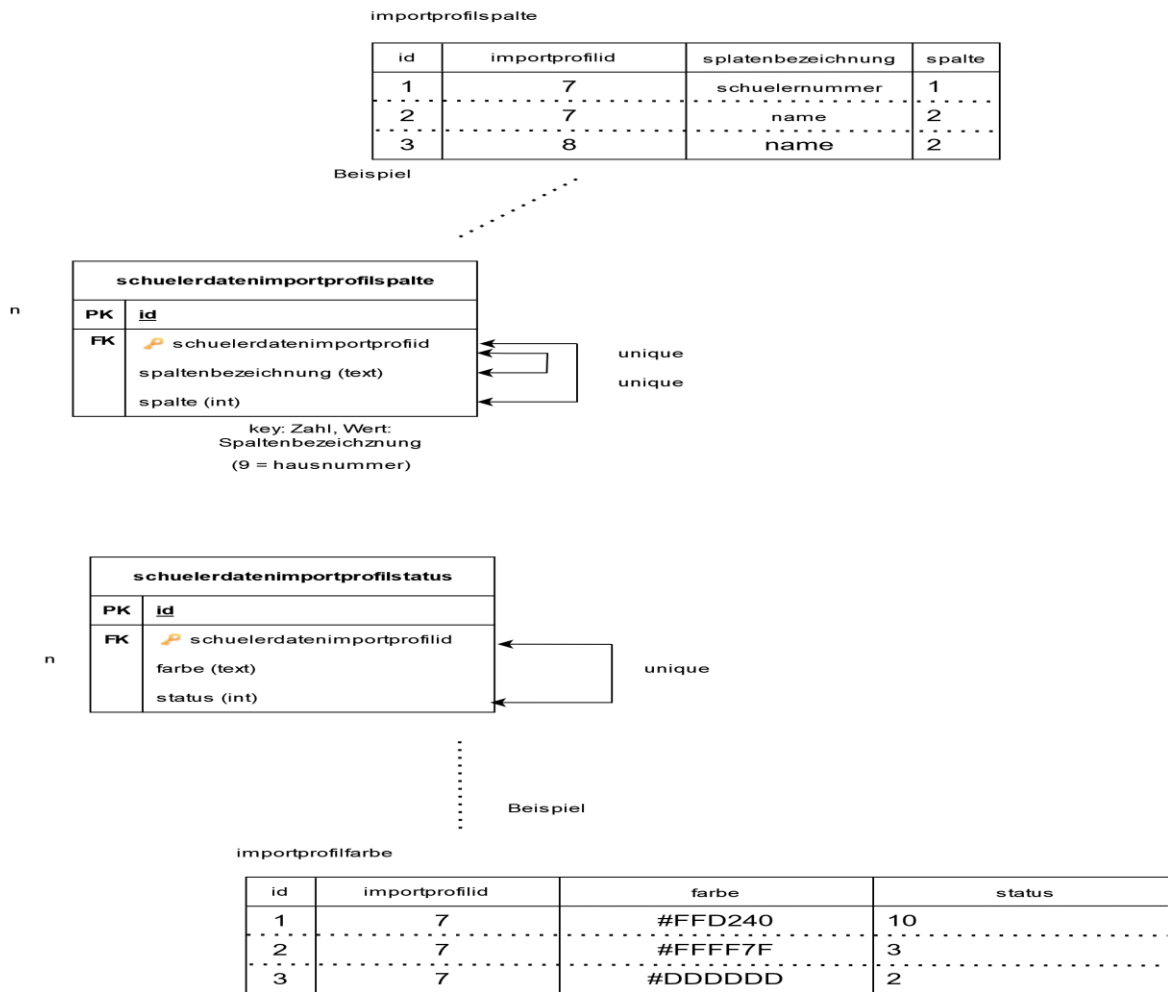 importprofilspalte
id importprofilid splatenbezeichnung spalte
1 7 schuelernummer 1
2 7 name 2
3 8 name 2
Beispiel
schuelerdatenimportprofilspalte
n
PK id
FK schuelerdatenimportprofiid
spaltenbezeichnung (text)
spalte (int)
unique
unique
key: Zahl, Wert:
Spaltenbezeichznung
(9 = hausnummer)
schuelerdatenimportprofilstatus
PK id
FK schuelerdatenimportprofilid
n
farbe (text)
status (int)
unique
Beispiel
importprofilfarbe
id importprofilid farbe status
1 7 #FFD240 10
2 7 #FFFF7F 3
3 7 #DDDDDD 2